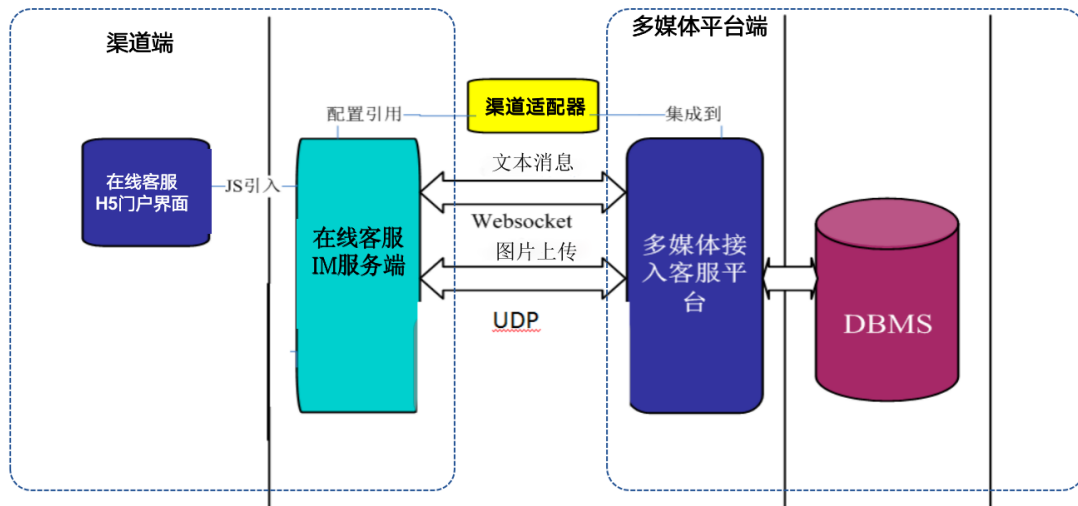 渠道端
多媒体平台端
配置引用
渠道适配器
集成到
在线客服
H5门户界面
JS引入
在线客服
IM服务端
文本消息
Websocket
图片上传
UDP
多媒体接
入客服平
台
DBMS